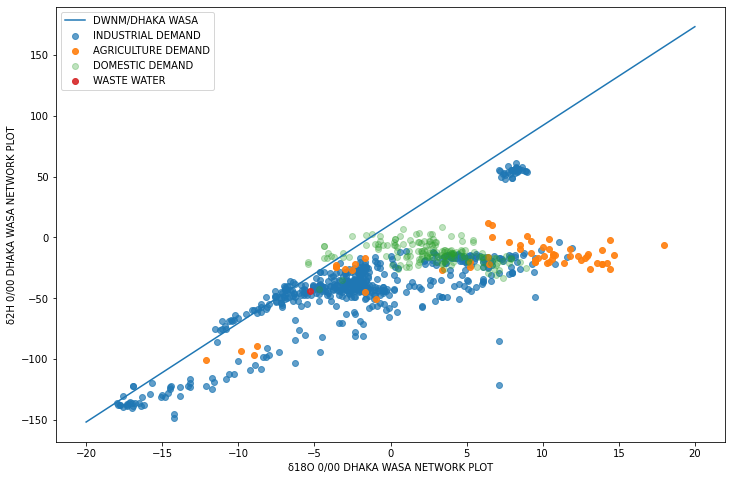 DWNM/DHAKA WASA
INDUSTRIAL DEMAND
AGRICULTURE DEMAND
DOMESTIC DEMAND
WASTE WATER
150
100
50
0
−50
−100
−150
δ2H 0/00 DHAKA WASA NETWORK PLOT
−20 −15 −10 −5 0 5 10 15 20
δ18O 0/00 DHAKA WASA NETWORK PLOT